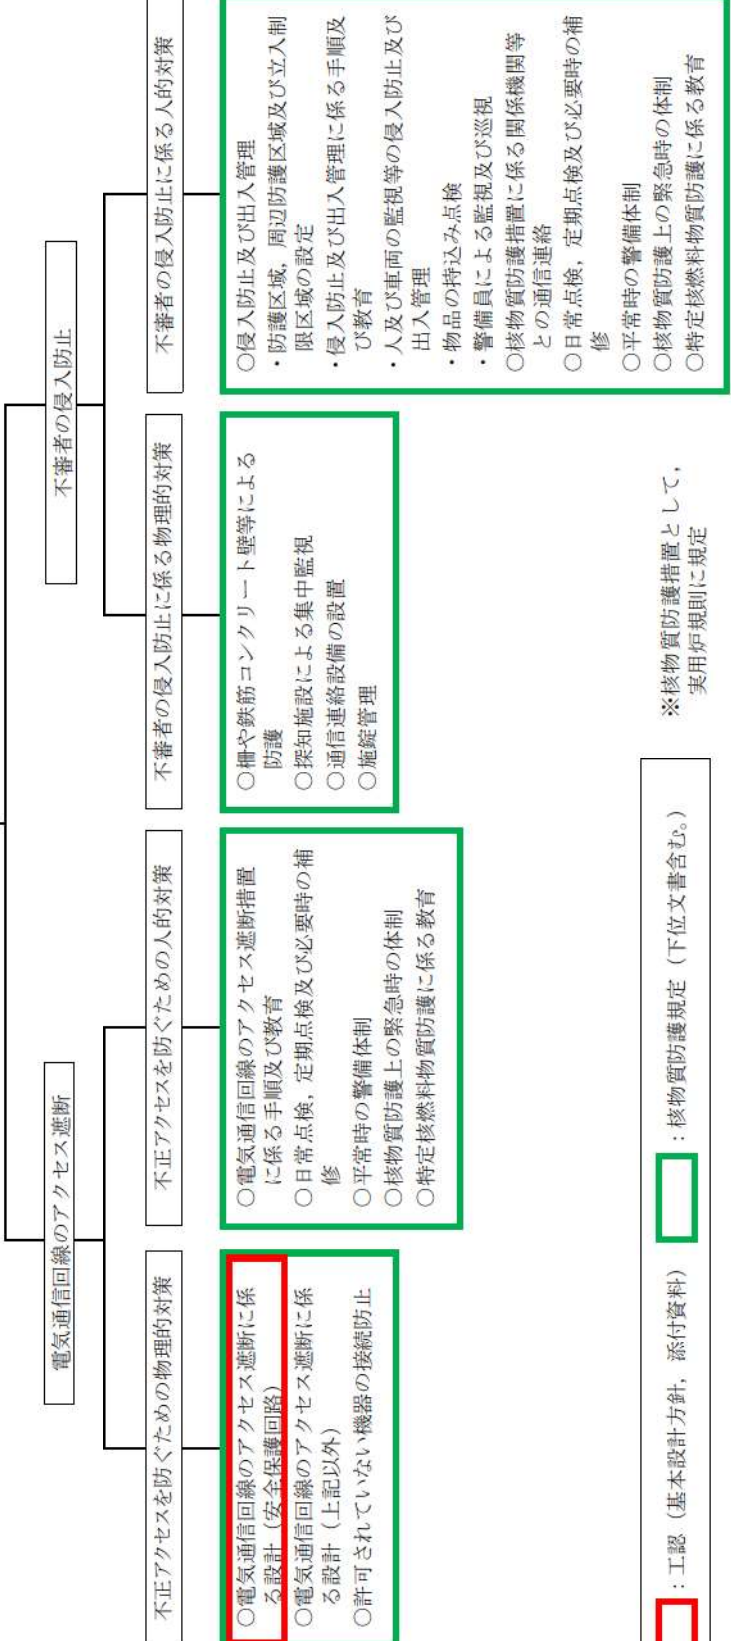 電気通信回線のアクセス遮断
不審者の侵入防止
不正アクセスを防ぐための物理的対策
不正アクセスを防ぐための人的対策
不審者の侵入防止に係る物理的対策
不審者の侵入防止に係る人的対策
○電気通信回線のアクセス遮断に係
る設計(安全保護回路)
○電気通信回線のアクセス遮断に係
る設計(上記以外)
○許可されていない機器の接続防止
○電気通信回線のアクセス遮断措置
に係る手順及び教育
○日常点検,定期点検及び必要時の補
修
○平常時の警備体制
○核物質防護上の緊急時の体制
○特定核燃料物質防護に係る教育
○柵や鉄筋コンクリート壁等による
防護
○探知施設による集中監視
○通信連絡設備の設置
○施錠管理
○侵入防止及び出入管理
・防護区域,周辺防護区域及び立入制
限区域の設定
・侵入防止及び出入管理に係る手順及
び教育
・人及び車両の監視等の侵入防止及び
出入管理
・物品の持込み点検
・警備員による監視及び巡視
○核物質防護措置に係る関係機関等
との通信連絡
○日常点検,定期点検及び必要時の補
修
○平常時の警備体制
○核物質防護上の緊急時の体制
○特定核燃料物質防護に係る教育
:工認(基本設計方針,添付資料)
:核物質防護規定(下位文書含む。)
※核物質防護措置として,
実用炉規則に規定